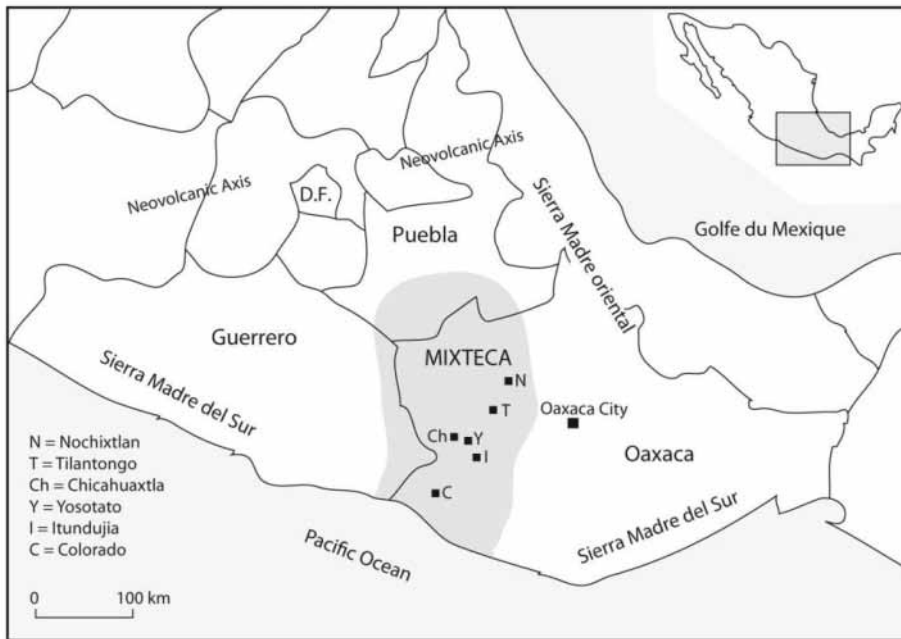 Neovolcanic Axis
Neovolcanic Axis
D.F.
Puebla
Sierra Madre oriental
Golfe du Mexique
Guerrero
MIXTECA
Sierra Madre del Sur
N
T
Oaxaca City
Ch
Y
I
Oaxaca
C
N = Nochixtlan
T = Tilantongo
Ch = Chicahuaxtla
Y = Yosotato
I = Itundujia
C = Colorado
Sierra Madre del Sur
Pacific Ocean
0 100 km